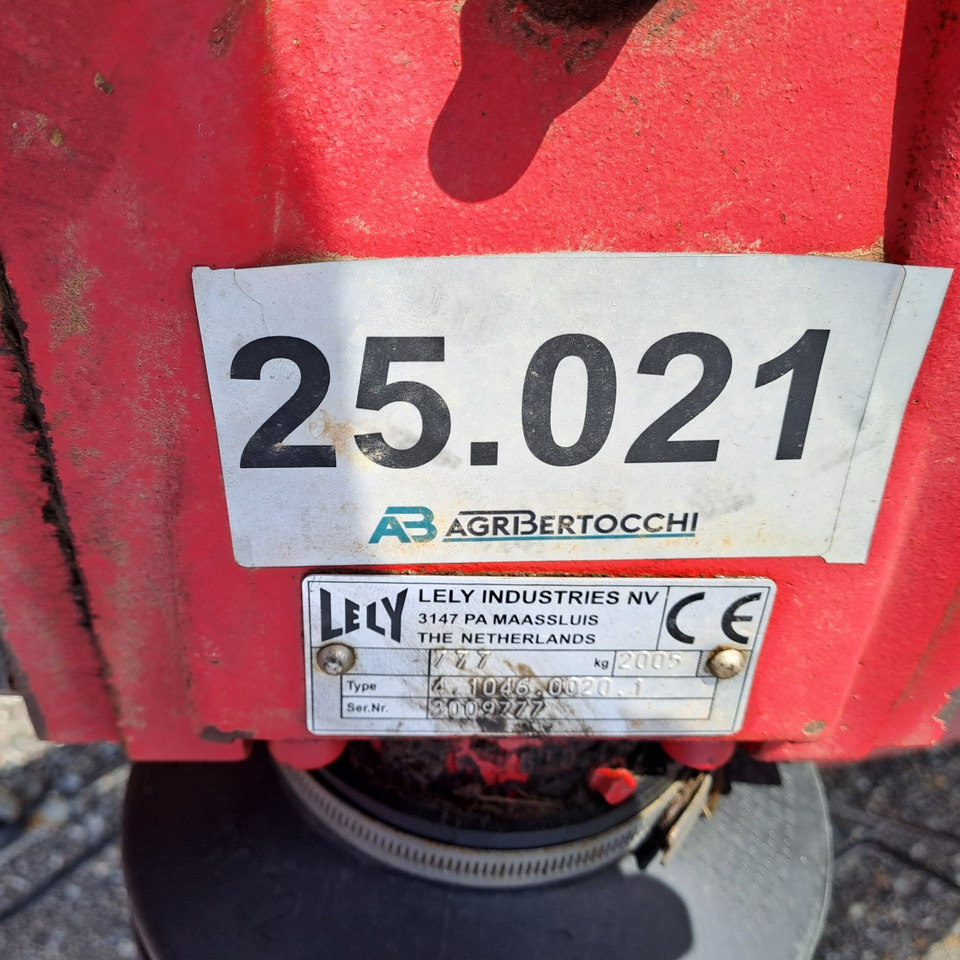 25.021
AB AGRIBERTOCCHI
LELY LELY INDUSTRIES NV CE
3147 PA MAASSLUIS
THE NETHERLANDS
777 kg 2005
Type 4.1046.0020.1
Ser.Nr. 3009777